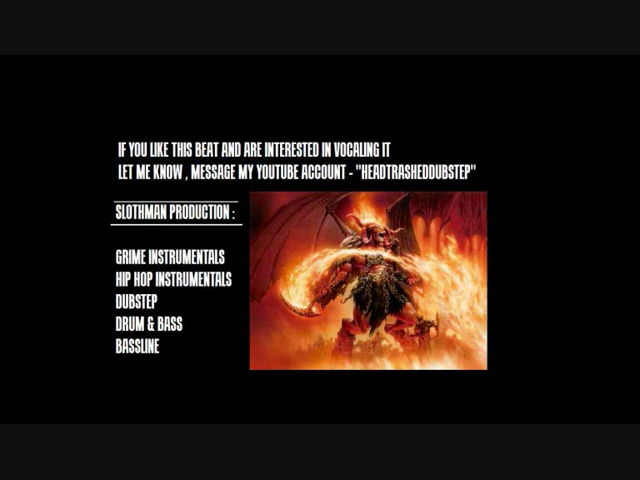 IF YOU LIKE THIS BEAT AND ARE INTERESTED IN VOCALING IT
LET ME KNOW , MESSAGE MY YOUTUBE ACCOUNT - "HEADTRASHEDDUBSTEP"
SLOTHMAN PRODUCTION :
GRIME INSTRUMENTALS
HIP HOP INSTRUMENTALS
DUBSTEP
DRUM & BASS
BASSLINE